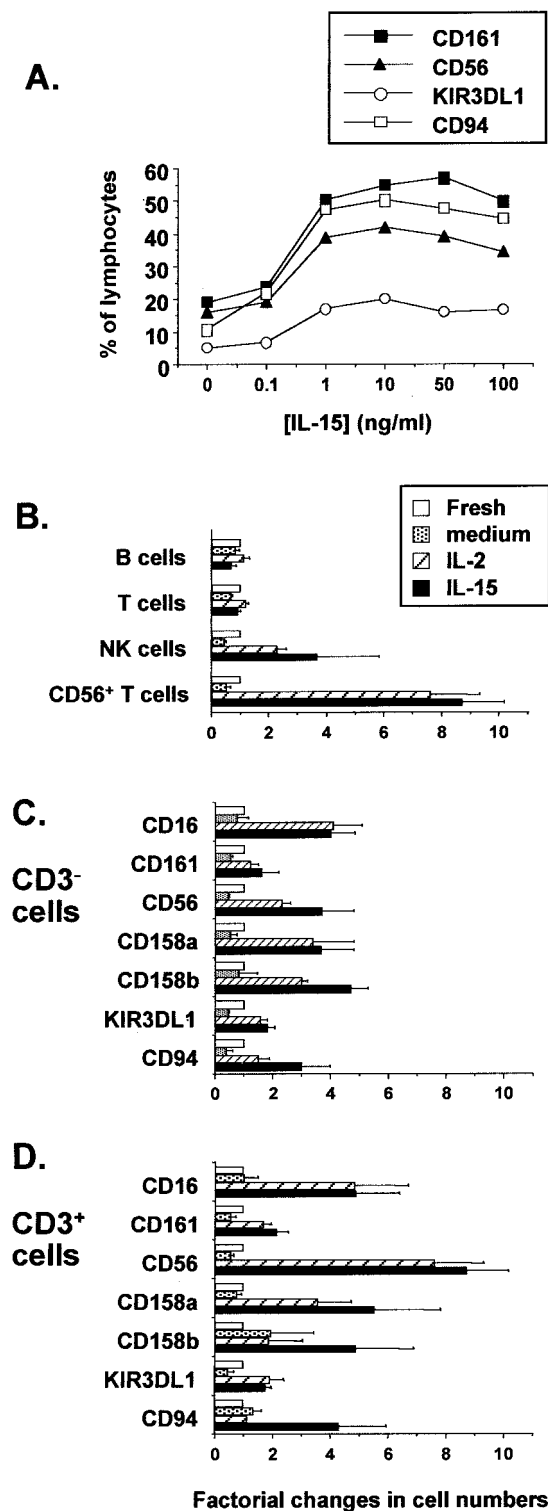 A.
CD161
CD56
KIR3DL1
CD94
% of lymphocytes
60
50
40
30
20
10
0
0 0.1 1 10 50 100
[IL-15] (ng/ml)
B.
Fresh
medium
IL-2
IL-15
B cells
T cells
NK cells
CD56+ T cells
0 2 4 6 8 10
C.
CD3-
cells
CD16
CD161
CD56
CD158a
CD158b
KIR3DL1
CD94
0 2 4 6 8 10
D.
CD3+
cells
CD16
CD161
CD56
CD158a
CD158b
KIR3DL1
CD94
0 2 4 6 8 10
Factorial changes in cell numbers